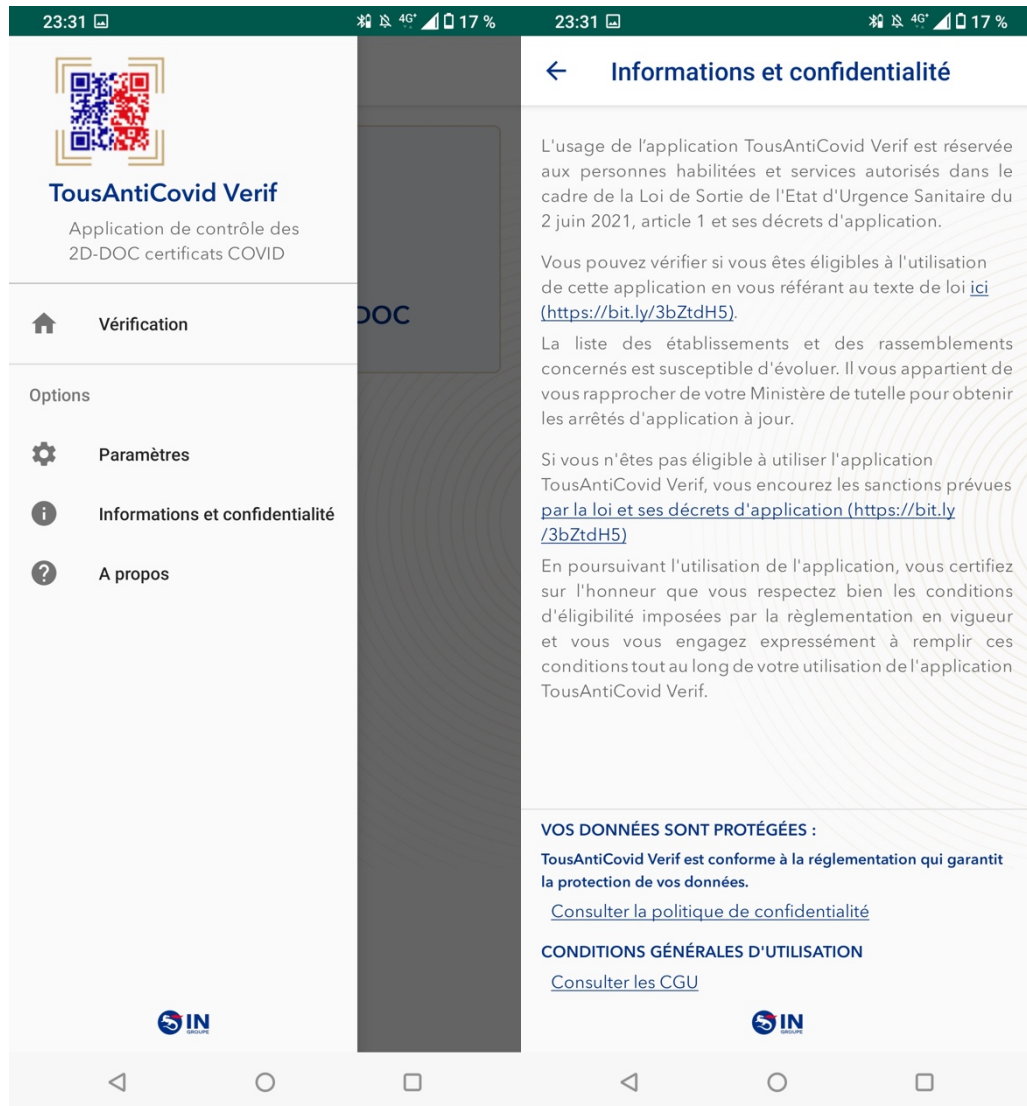 23:31 4G+ 17 %
TousAntiCovid Verif
Application de contrôle des
2D-DOC certificats COVID
Vérification
DOC
Options
Paramètres
Informations et confidentialité
A propos
IN
GROUPE
23:31 4G+ 17 %
Informations et confidentialité
L'usage de l’application TousAntiCovid Verif est réservée
aux personnes habilitées et services autorisés dans le
cadre de la Loi de Sortie de l'Etat d'Urgence Sanitaire du
2 juin 2021, article 1 et ses décrets d'application.
Vous pouvez vérifier si vous êtes éligibles à l'utilisation
de cette application en vous référant au texte de loi ici
(https://bit.ly/3bZtdH5).
La liste des établissements et des rassemblements
concernés est susceptible d'évoluer. Il vous appartient de
vous rapprocher de votre Ministère de tutelle pour obtenir
les arrêtés d'application à jour.
Si vous n'êtes pas éligible à utiliser l'application
TousAntiCovid Verif, vous encourez les sanctions prévues
par la loi et ses décrets d'application (https://bit.ly
/3bZtdH5)
En poursuivant l'utilisation de l'application, vous certifiez
sur l'honneur que vous respectez bien les conditions
d'éligibilité imposées par la règlementation en vigueur
et vous vous engagez expressément à remplir ces
conditions tout au long de votre utilisation de l'application
TousAntiCovid Verif.
VOS DONNÉES SONT PROTÉGÉES :
TousAntiCovid Verif est conforme à la réglementation qui garantit
la protection de vos données.
Consulter la politique de confidentialité
CONDITIONS GÉNÉRALES D'UTILISATION
Consulter les CGU
IN
GROUPE